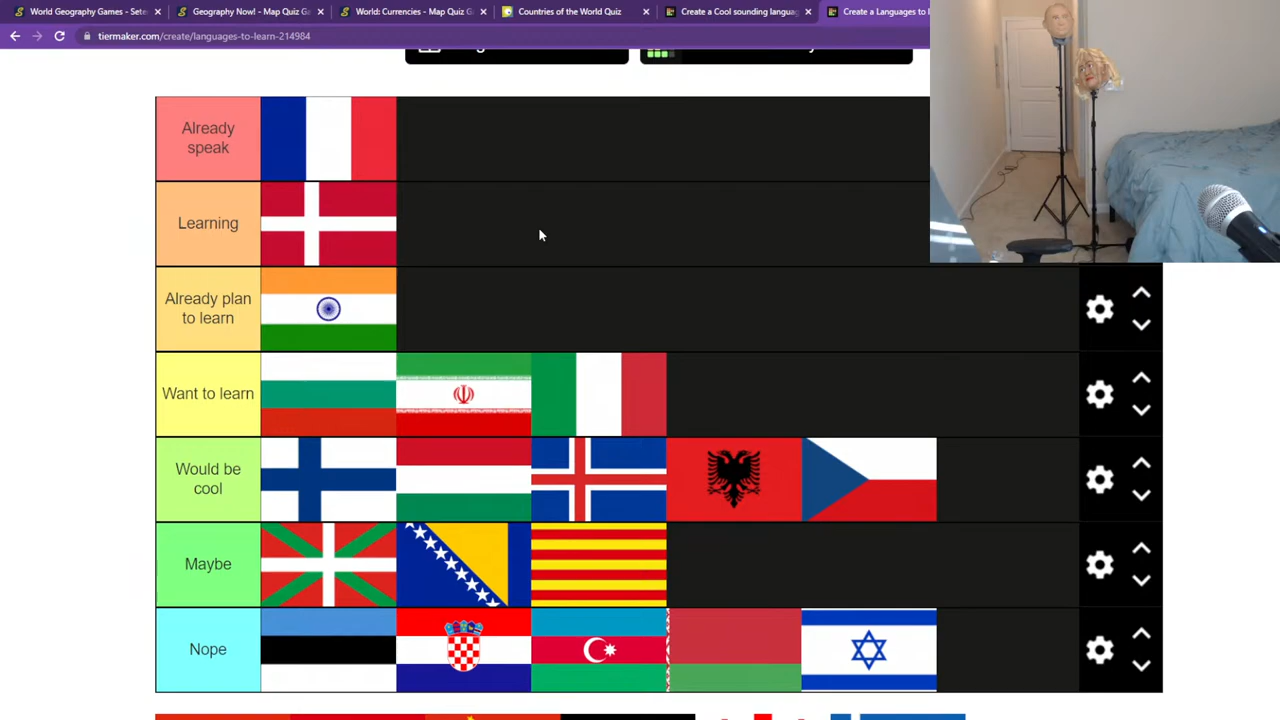 World Geography Games - Sete
Geography Now! - Map Quiz G
World: Currencies - Map Quiz G
Countries of the World Quiz
Create a Cool sounding languag
Create a Languages to l
tiermaker.com/create/languages-to-learn-214984
Already
speak
Learning
Already plan
to learn
Want to learn
Would be
cool
Maybe
Nope